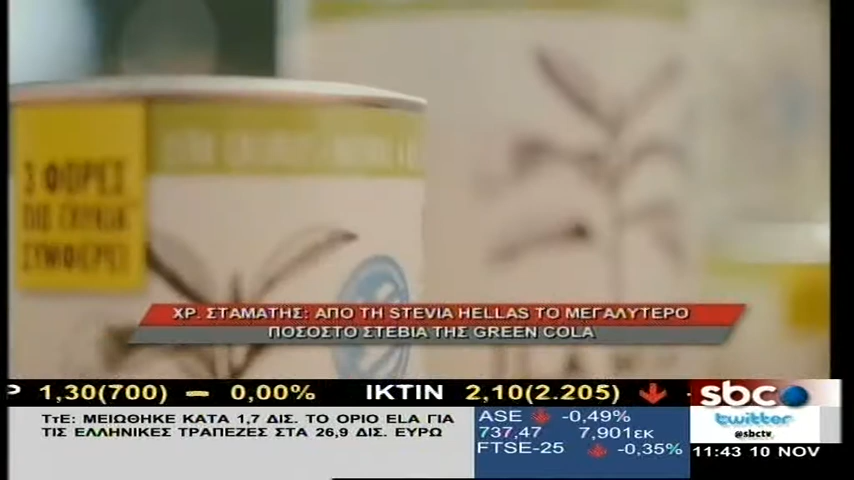 3 ΦΟΡΕΣ
ΠΙΟ ΓΛΥΚΙΑ
ΣΥΜΦΕΡΕΙ
ΧΡ. ΣΤΑΜΑΤΗΣ: ΑΠΟ ΤΗ STEVIA HELLAS ΤΟ ΜΕΓΑΛΥΤΕΡΟ
ΠΟΣΟΣΤΟ ΣΤΕΒΙΑ ΤΗΣ GREEN COLA
P 1,30(700) 0,00% ΙΚΤΙΝ 2,10(2.205)
sbc
twitter
@sbctv
ΤτΕ: ΜΕΙΩΘΗΚΕ ΚΑΤΑ 1,7 ΔΙΣ. ΤΟ ΟΡΙΟ ELA ΓΙΑ
ΤΙΣ ΕΛΛΗΝΙΚΕΣ ΤΡΑΠΕΖΕΣ ΣΤΑ 26,9 ΔΙΣ. ΕΥΡΩ
ASE -0,49%
737,47 7,901εκ
FTSE-25 -0,35%
11:43 10 NOV